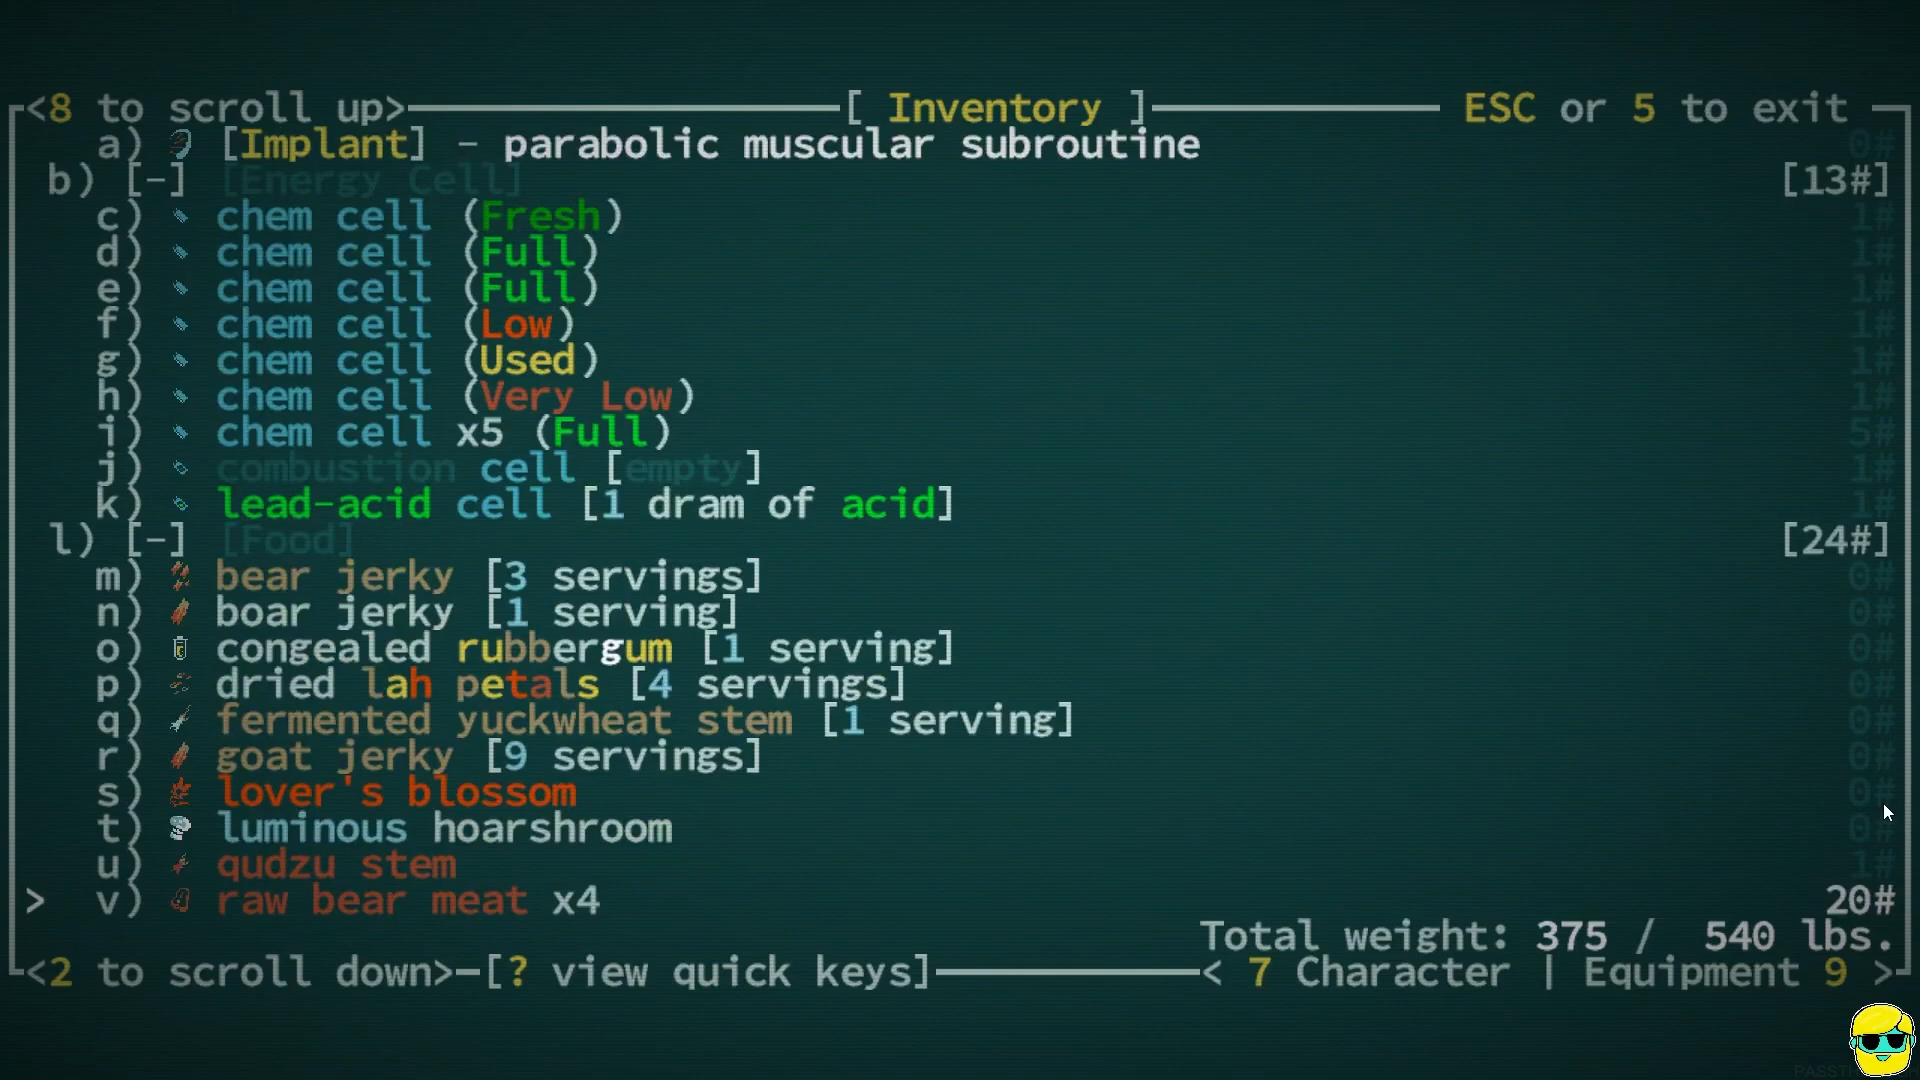 <8 to scroll up> [ Inventory ] ESC or 5 to exit
a) [Implant] - parabolic muscular subroutine 0#
b) [-] [Energy Cell] [13#]
c) chem cell (Fresh) 1#
d) chem cell (Full) 1#
e) chem cell (Full) 1#
f) chem cell (Low) 1#
g) chem cell (Used) 1#
h) chem cell (Very Low) 1#
i) chem cell x5 (Full) 5#
j) combustion cell [empty] 1#
k) lead-acid cell [1 dram of acid] 1#
l) [-] [Food] [24#]
m) bear jerky [3 servings] 0#
n) boar jerky [1 serving] 0#
o) congealed rubbergum [1 serving] 0#
p) dried lah petals [4 servings] 0#
q) fermented yuckwheat stem [1 serving] 0#
r) goat jerky [9 servings] 0#
s) lover's blossom 0#
t) luminous hoarshroom 0#
u) qudzu stem 1#
> v) raw bear meat x4 20#
Total weight: 375 / 540 lbs.
<2 to scroll down> [? view quick keys] < 7 Character | Equipment 9 >